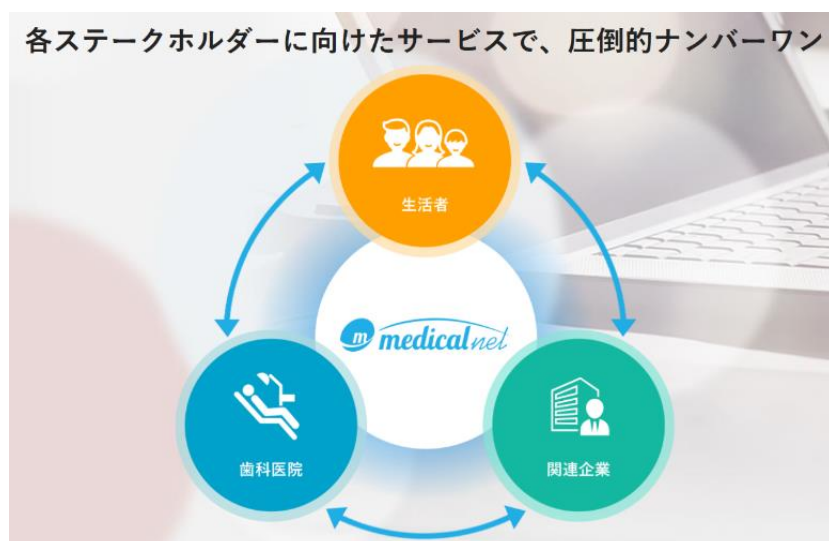 各ステークホルダーに向けたサービスで、圧倒的ナンバーワン
生活者
m medicalnet
歯科医院
関連企業